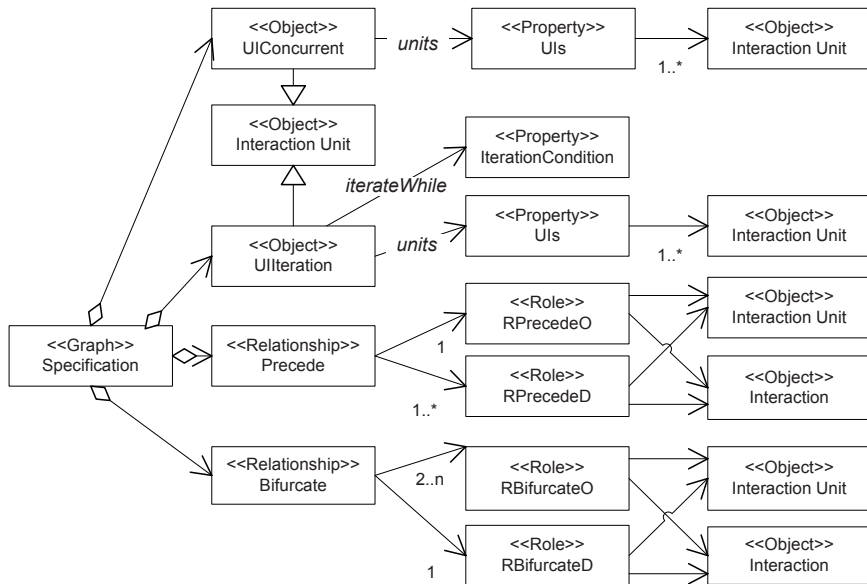 <<Object>>
UIConcurrent
units
<<Property>>
UIs
1..*
<<Object>>
Interaction Unit
<<Object>>
Interaction Unit
<<Property>>
IterationCondition
iterateWhile
<<Object>>
UIIteration
units
<<Property>>
UIs
1..*
<<Object>>
Interaction Unit
<<Graph>>
Specification
<<Relationship>>
Precede
1
1..*
<<Role>>
RPrecedeO
<<Role>>
RPrecedeD
<<Object>>
Interaction Unit
<<Object>>
Interaction
<<Relationship>>
Bifurcate
2..n
1
<<Role>>
RBifurcateO
<<Role>>
RBifurcateD
<<Object>>
Interaction Unit
<<Object>>
Interaction